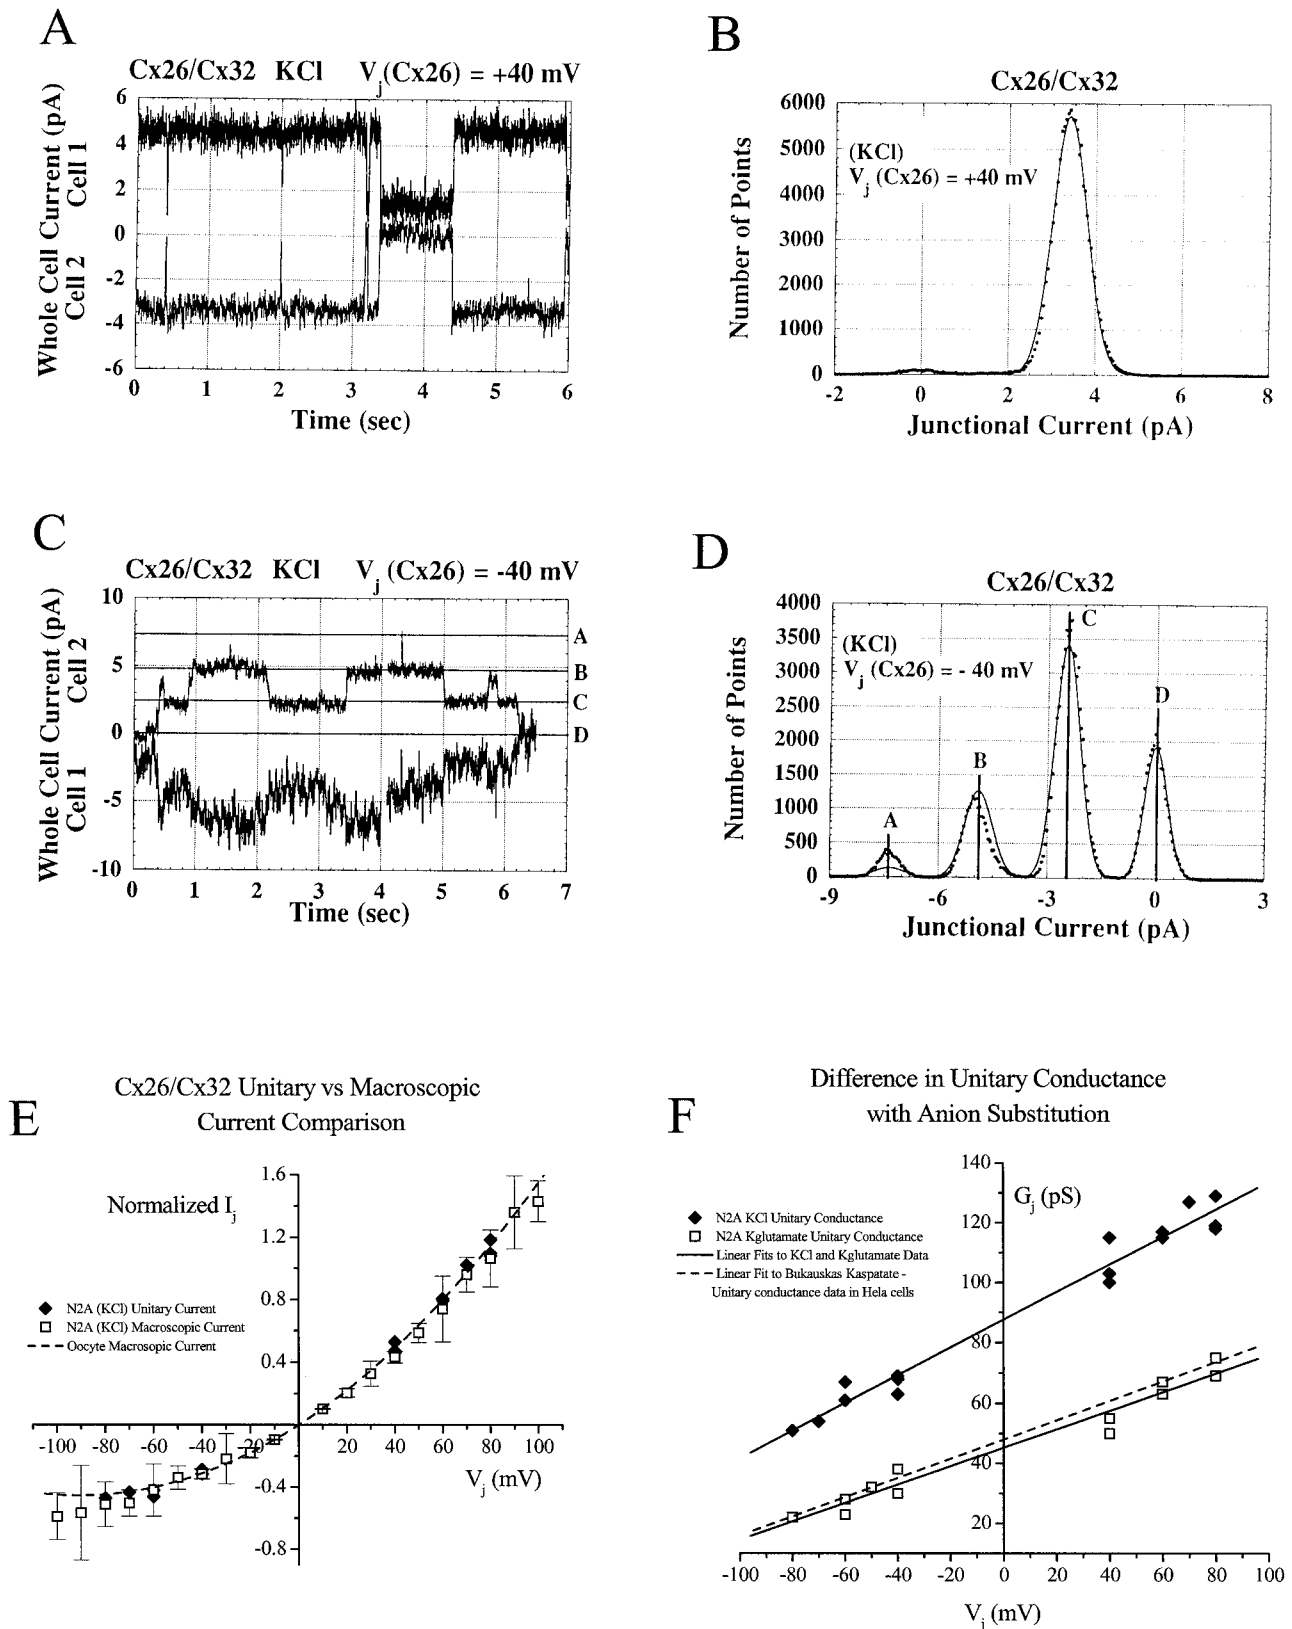 A
Cx26/Cx32 KCl Vj(Cx26) = +40 mV
Whole Cell Current (pA)
Cell 2 Cell 1
6
4
2
0
-2
-4
-6
0 1 2 3 4 5 6
Time (sec)
B
Cx26/Cx32
(KCl)
Vj (Cx26) = +40 mV
Number of Points
6000
5000
4000
3000
2000
1000
0
-2 0 2 4 6 8
Junctional Current (pA)
C
Cx26/Cx32 KCl Vj (Cx26) = -40 mV
Whole Cell Current (pA)
Cell 1 Cell 2
10
5
0
-5
-10
A
B
C
D
0 1 2 3 4 5 6 7
Time (sec)
D
Cx26/Cx32
(KCl)
Vj (Cx26) = - 40 mV
Number of Points
4000
3500
3000
2500
2000
1500
1000
500
0
A
B
C
D
-9 -6 -3 0 3
Junctional Current (pA)
E
Cx26/Cx32 Unitary vs Macroscopic
Current Comparison
Normalized Ij
1.6
1.2
0.8
0.4
-0.4
-0.8
N2A (KCl) Unitary Current
N2A (KCl) Macroscopic Current
Oocyte Macrosopic Current
-100 -80 -60 -40 -20 20 40 60 80 100
Vj (mV)
F
Difference in Unitary Conductance
with Anion Substitution
Gj (pS)
140
120
100
80
60
40
20
N2A KCl Unitary Conductance
N2A Kglutamate Unitary Conductance
Linear Fits to KCl and Kglutamate Data
Linear Fit to Bukauskas Kaspatate -
Unitary conductance data in Hela cells
-100 -80 -60 -40 -20 0 20 40 60 80 100
Vj (mV)